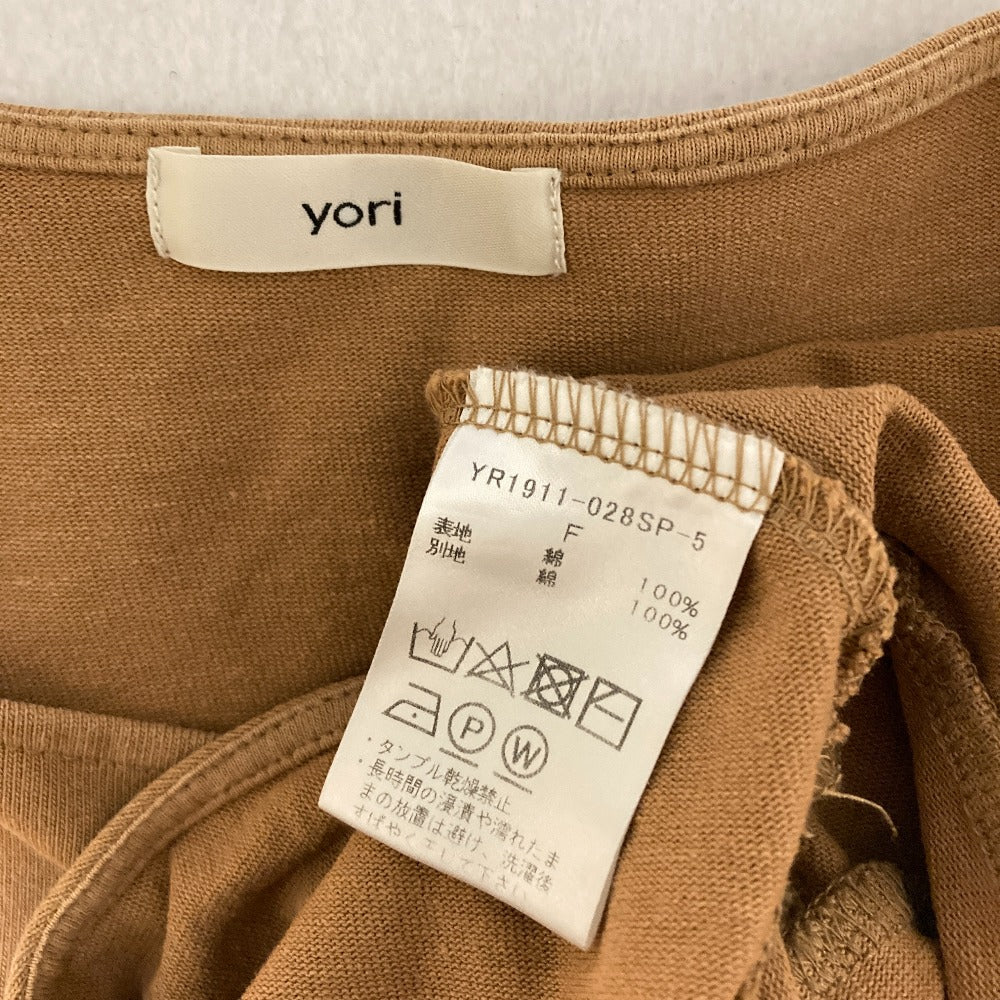 yori
YR1911-028SP-5
F
表地 綿 100%
別地 綿 100%
P W
・タンブル乾燥禁止
・長時間の浸漬や濡れたま
まの放置は避け、洗濯後
すばやく干して下さい